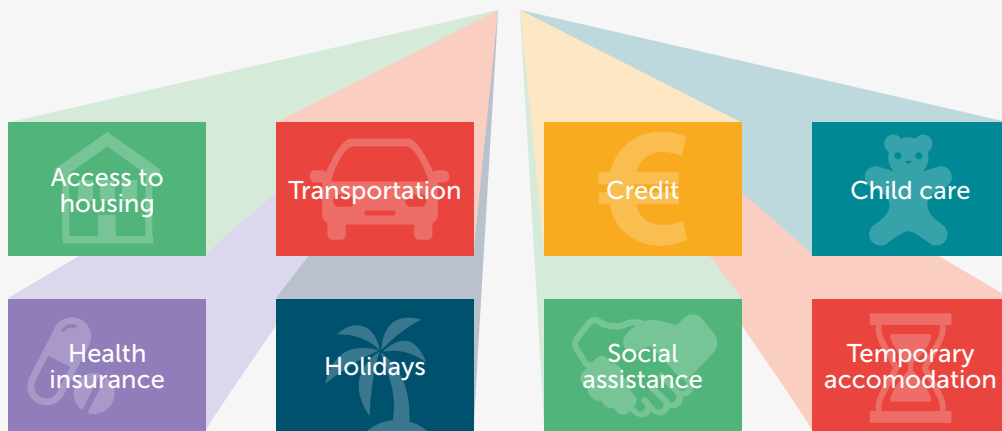 Access to
housing
Transportation
Credit
Child care
Health
insurance
Holidays
Social
assistance
Temporary
accomodation